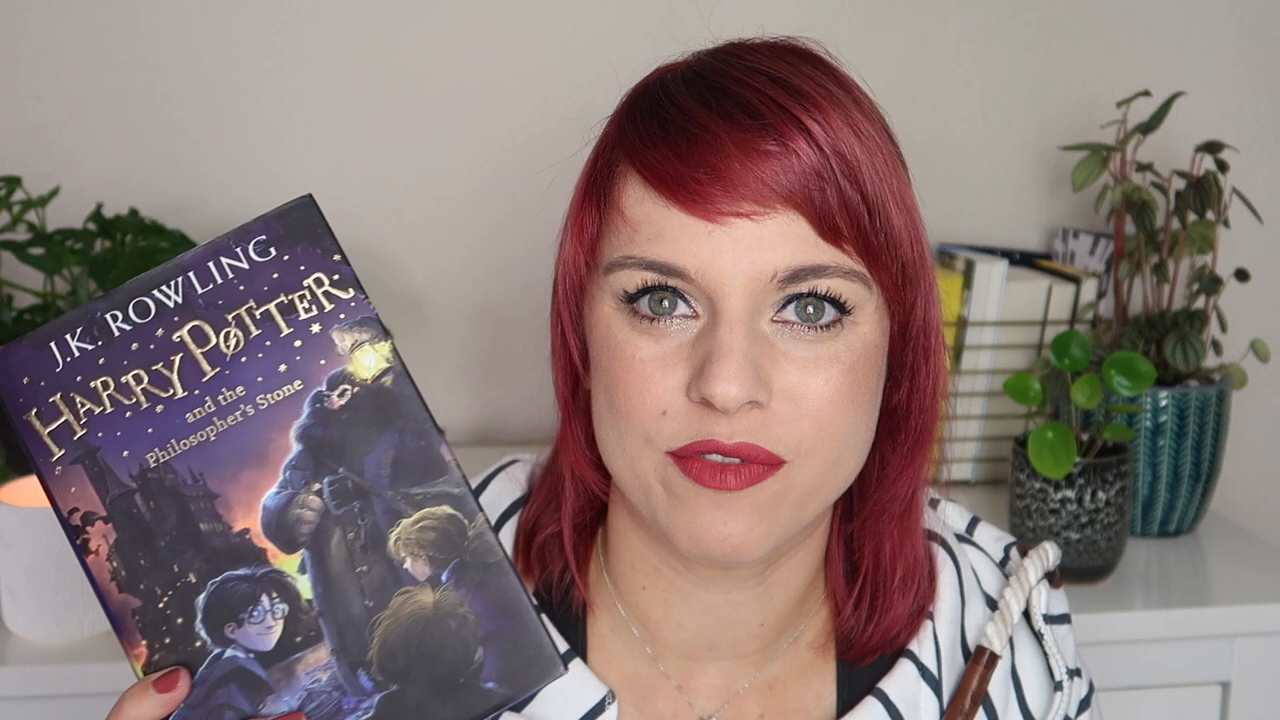 J.K. ROWLING
HARRY POTTER
and the
Philosopher's Stone